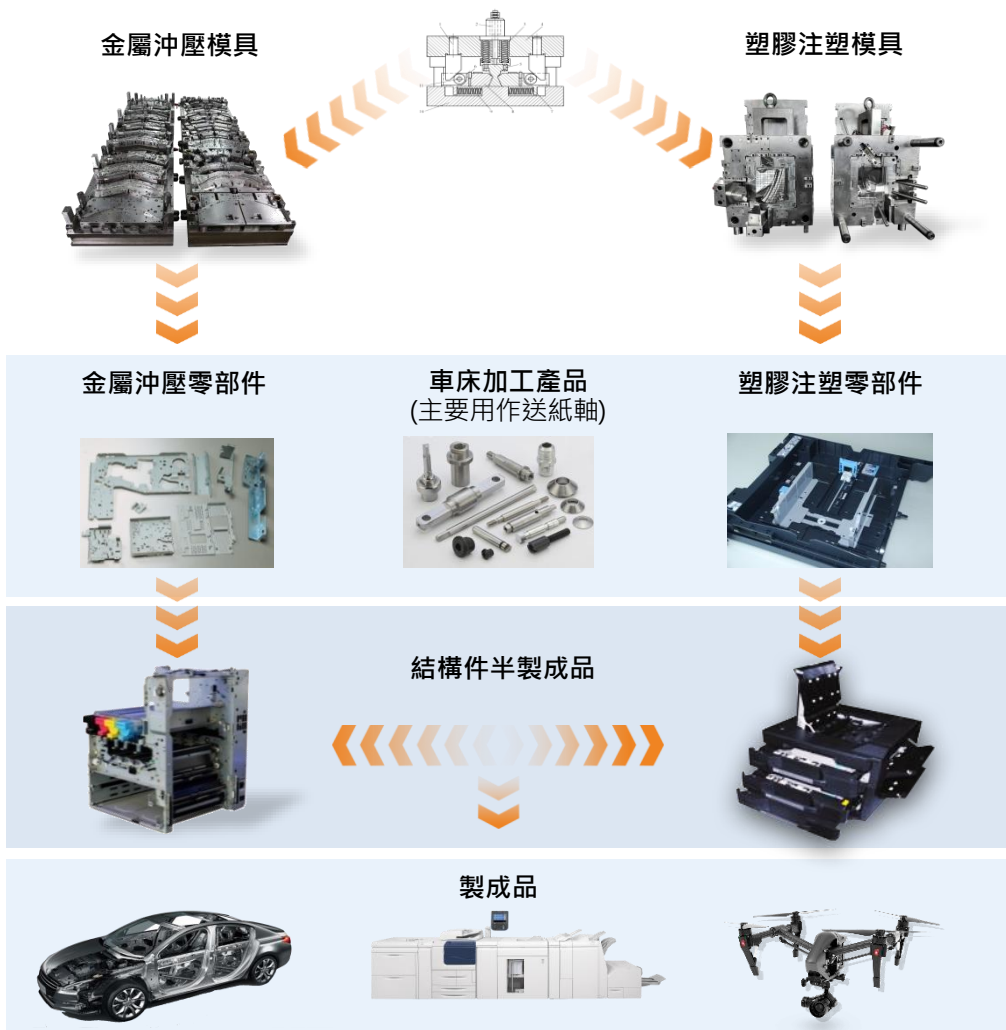 金屬沖壓模具
塑膠注塑模具
金屬沖壓零部件
車床加工產品
(主要用作送紙軸)
塑膠注塑零部件
結構件半製成品
製成品